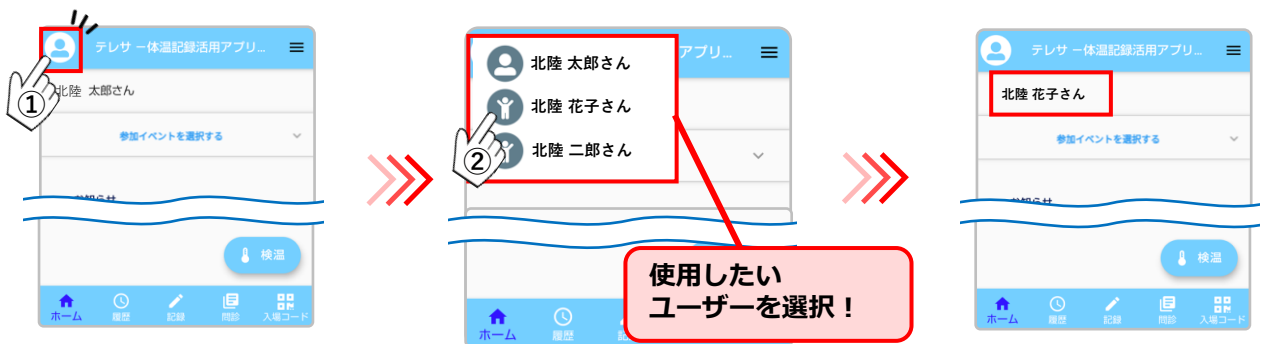 テレサ －体温記録活用アプリ...
①
北陸 太郎さん
参加イベントを選択する
検温
ホーム
履歴
記録
問診
入場コード
アプリ...
北陸 太郎さん
北陸 花子さん
②
北陸 二郎さん
使用したい
ユーザーを選択！
ホーム
履歴
テレサ －体温記録活用アプリ...
北陸 花子さん
参加イベントを選択する
検温
ホーム
履歴
記録
問診
入場コード